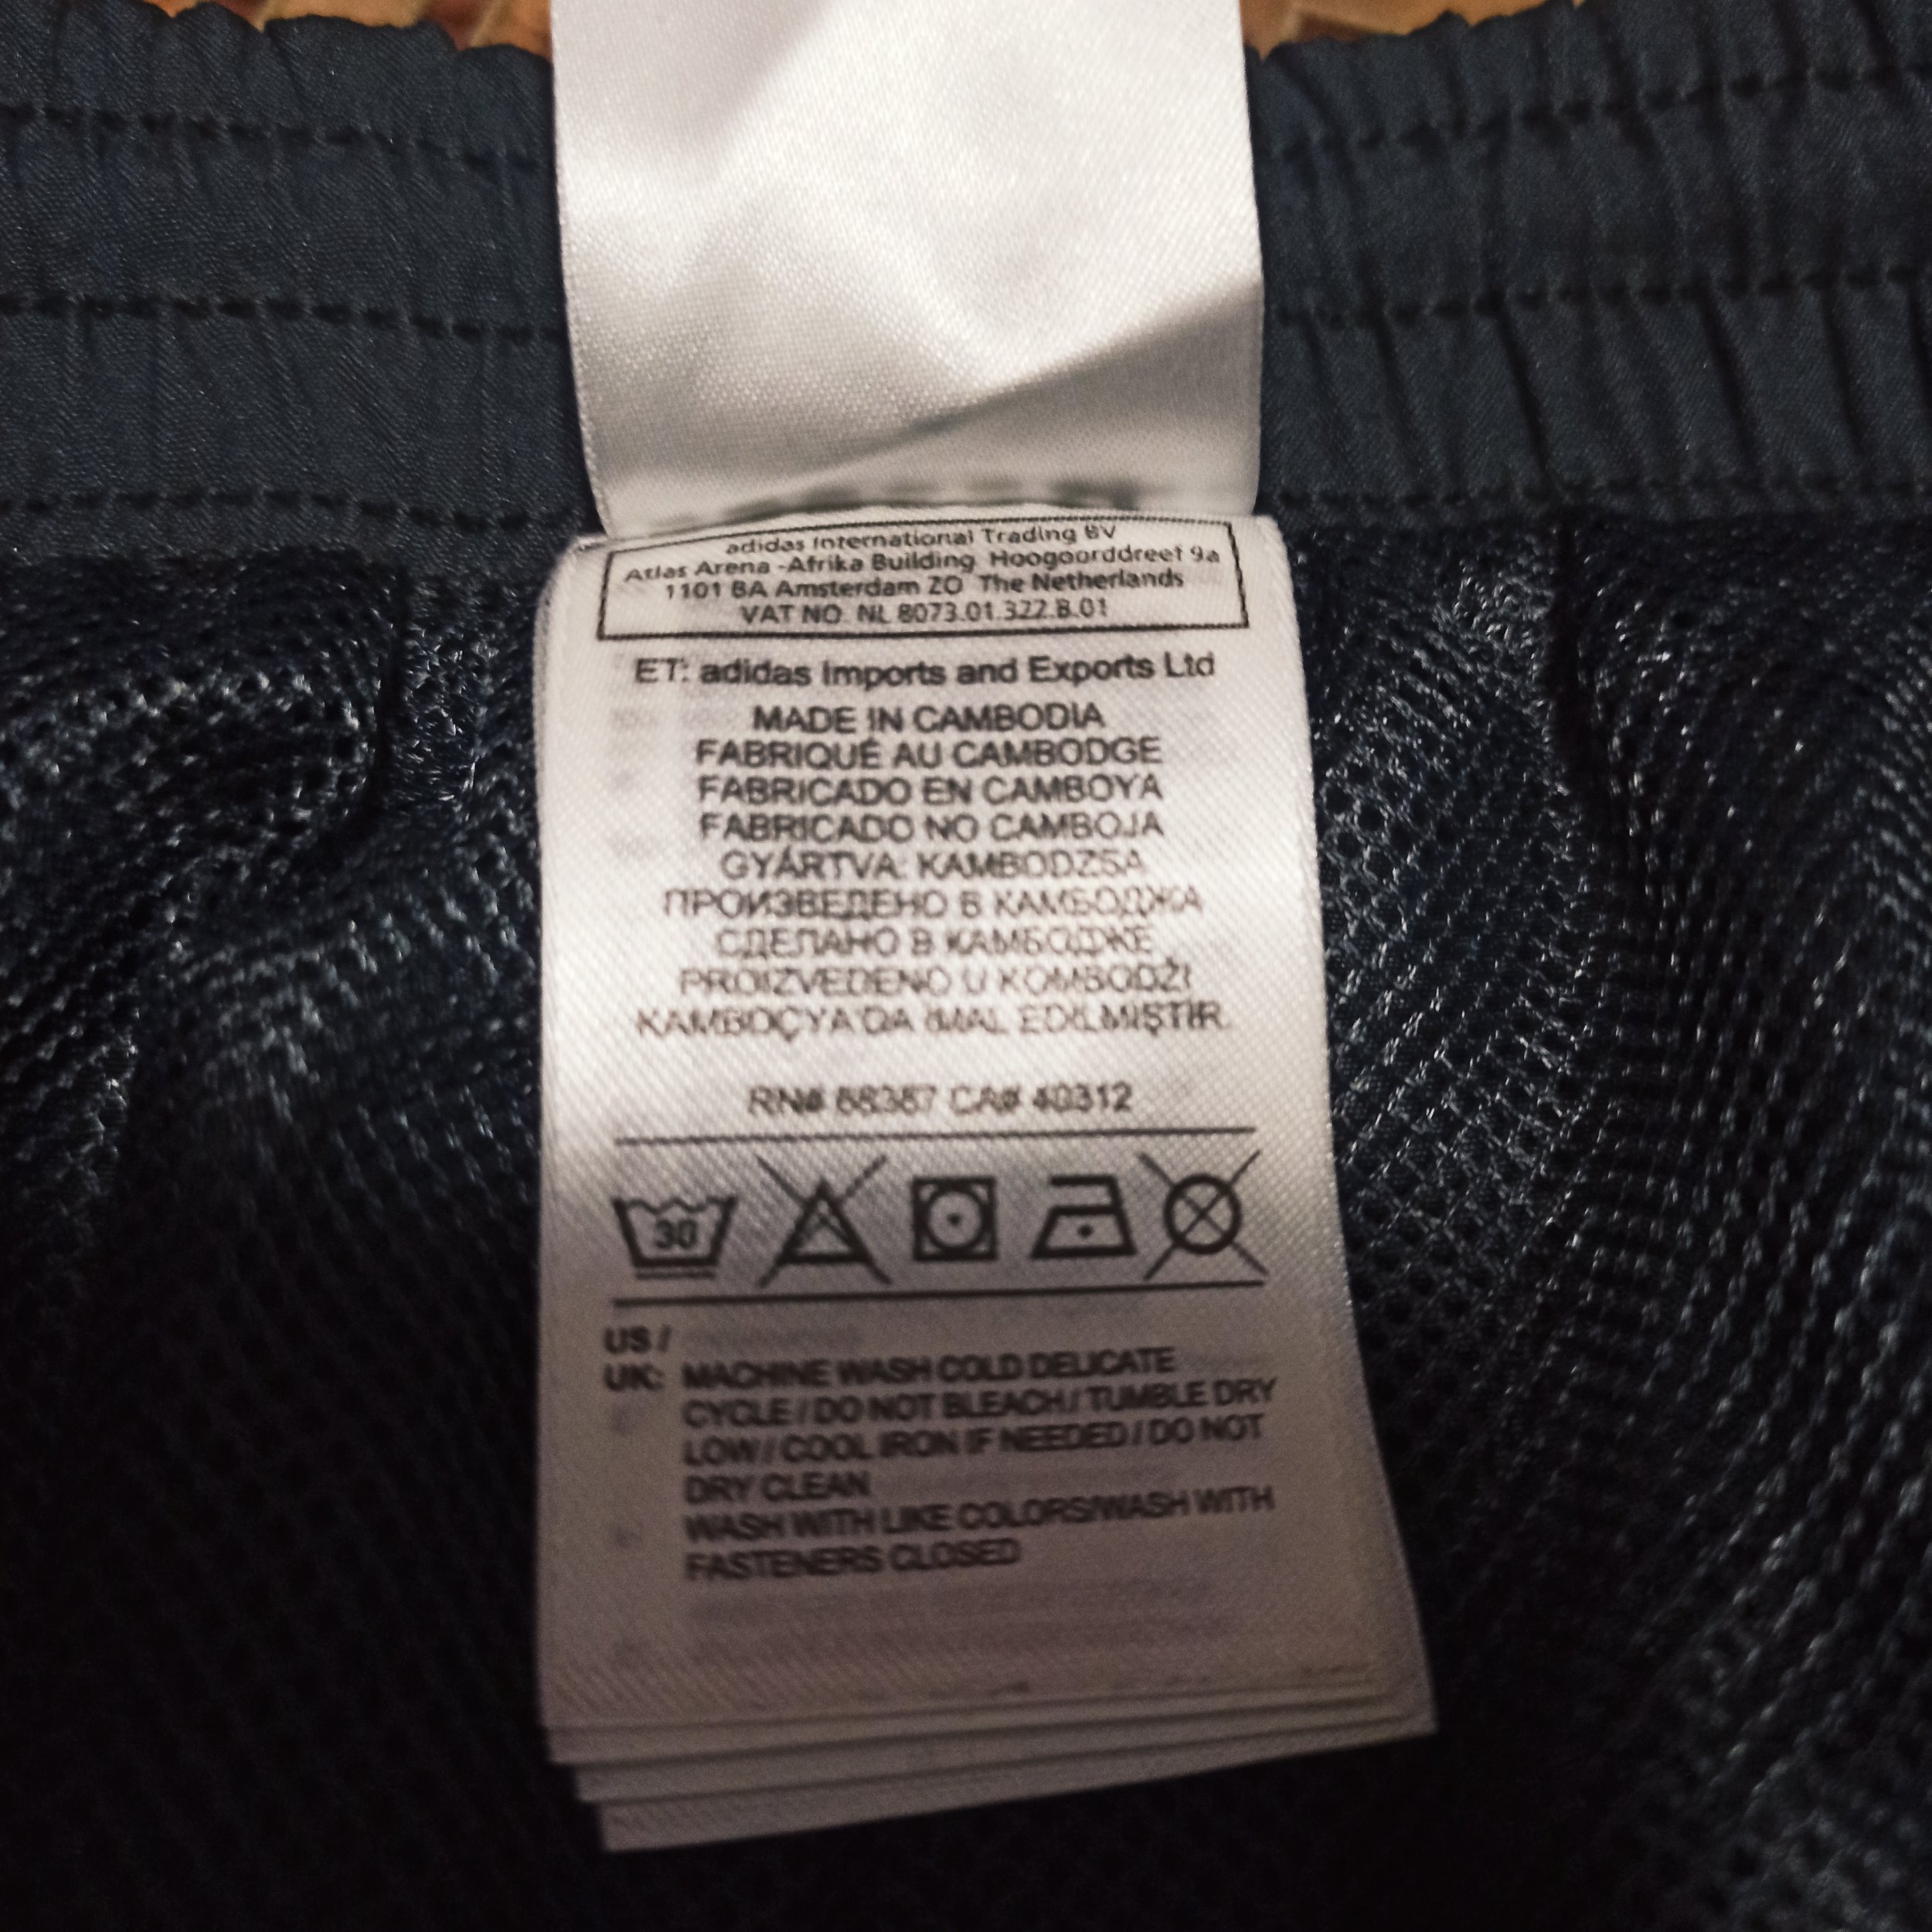 adidas International Trading BV
Atlas Arena -Afrika Building Hoogoorddreef 9a
1101 BA Amsterdam ZO The Netherlands
VAT NO. NL 8073.01.322.B.01
ET: adidas Imports and Exports Ltd
MADE IN CAMBODIA
FABRIQUÉ AU CAMBODGE
FABRICADO EN CAMBOYA
FABRICADO NO CAMBOJA
GYÁRTVA: KAMBODZSA
ПРОИЗВЕДЕНО В КАМБОДЖА
СДЕЛАНО В КАМБОДЖЕ
PROIZVEDENO U KOMBODŽI
KAMBOÇYA'DA İMAL EDİLMİŞTİR.
RN# 88387 CA# 40312
30
US /
UK: MACHINE WASH COLD DELICATE
CYCLE / DO NOT BLEACH / TUMBLE DRY
LOW / COOL IRON IF NEEDED / DO NOT
DRY CLEAN
WASH WITH LIKE COLORS/WASH WITH
FASTENERS CLOSED